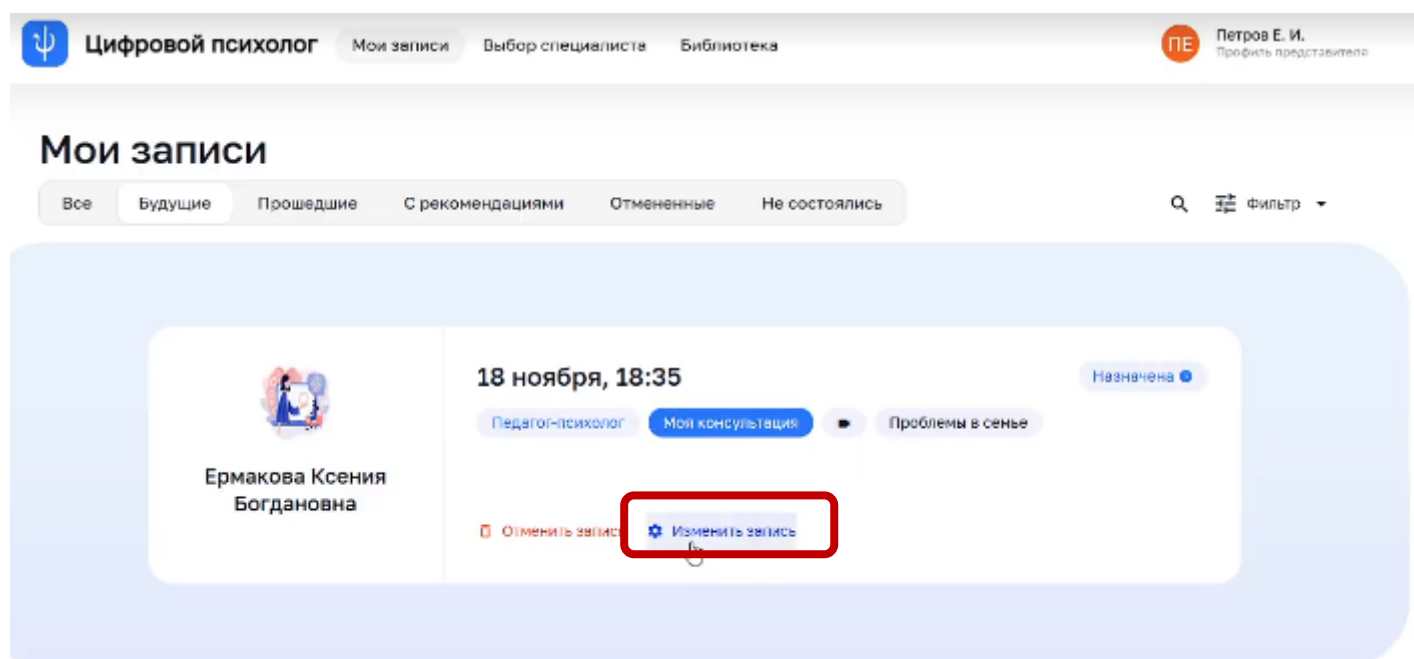 Цифровой психолог Мои записи Выбор специалиста Библиотека ПЕ Петров Е. И.
Профиль представителя
Мои записи
Все Будущие Прошедшие С рекомендациями Отмененные Не состоялись Фильтр
18 ноября, 18:35 Назначена
Педагог-психолог Моя консультация Проблемы в семье
Ермакова Ксения
Богдановна
Отменить запись Изменить запись